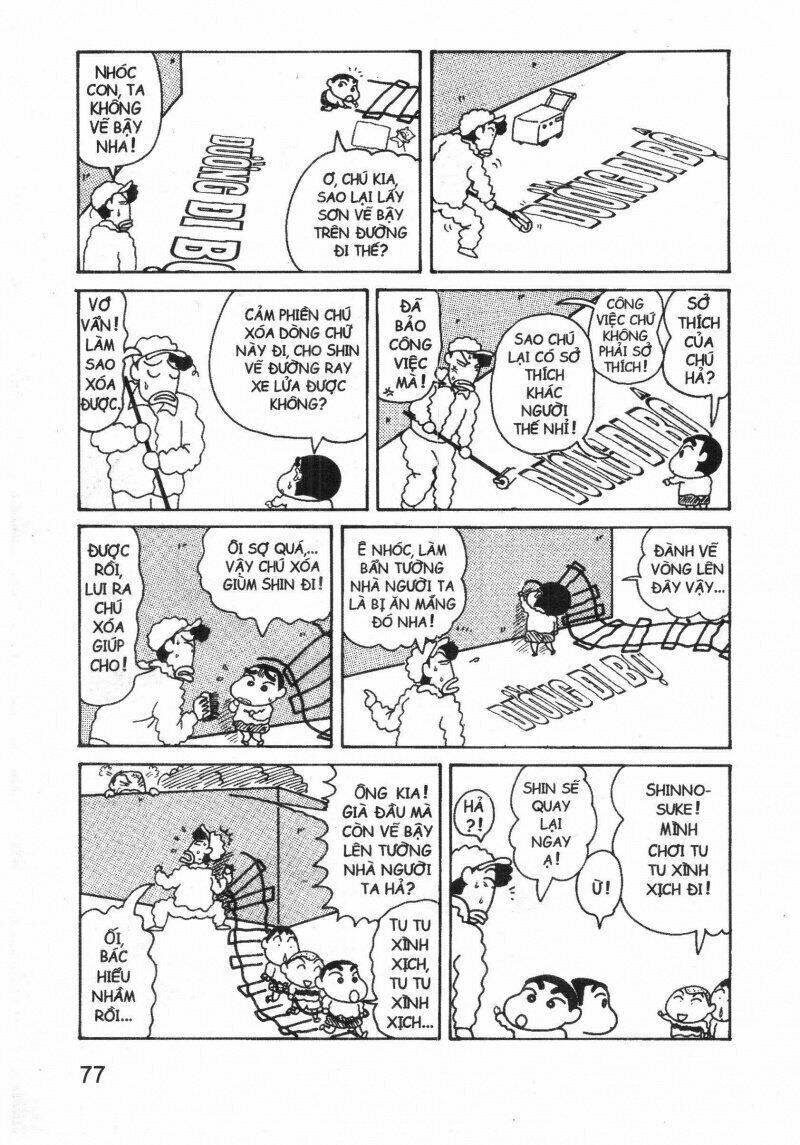 ĐƯỜNG ĐI BỘ
Ơ, CHÚ KIA,
SAO LẠI LẤY
SƠN VẼ BẬY
TRÊN ĐƯỜNG
ĐI THẾ?
NHÓC
CON, TA
KHÔNG
VẼ BẬY
NHA!
ĐƯỜNG ĐI BỘ
SỞ
THÍCH
CỦA
CHÚ
HẢ?
CÔNG
VIỆC CHÚ
KHÔNG
PHẢI SỞ
THÍCH!
SAO CHÚ
LẠI CÓ SỞ
THÍCH
KHÁC
NGƯỜI
THẾ NHỈ!
ĐÃ
BẢO
CÔNG
VIỆC
MÀ!
ĐƯỜNG ĐI BỘ
CẢM PHIỀN CHÚ
XÓA DÒNG CHỮ
NÀY ĐI, CHO SHIN
VẼ ĐƯỜNG RAY
XE LỬA ĐƯỢC
KHÔNG?
VỚ
VẨN!
LÀM
SAO
XÓA
ĐƯỢC.
ĐÀNH VẼ
VÒNG LÊN
ĐÂY VẬY...
Ê NHÓC, LÀM
BẨN TƯỜNG
NHÀ NGƯỜI TA
LÀ BỊ ĂN MẮNG
ĐÓ NHA!
ĐƯỜNG ĐI BỘ
ÔI SỢ QUÁ,...
VẬY CHÚ XÓA
GIÙM SHIN ĐI!
ĐƯỢC
RỒI,
LUI RA
CHÚ
XÓA
GIÚP
CHO!
SHINNO-
SUKE!
MÌNH
CHƠI TU
TU XÌNH
XỊCH ĐI!
Ừ!
SHIN SẼ
QUAY
LẠI
NGAY
Ạ!
HẢ
?!
ÔNG KIA!
GIÀ ĐẦU MÀ
CÒN VẼ BẬY
LÊN TƯỜNG
NHÀ NGƯỜI
TA HẢ?
TU TU
XÌNH
XỊCH,
TU TU
XÌNH
XỊCH...
ỐI,
BÁC
HIỂU
NHẦM
RỒI...
77